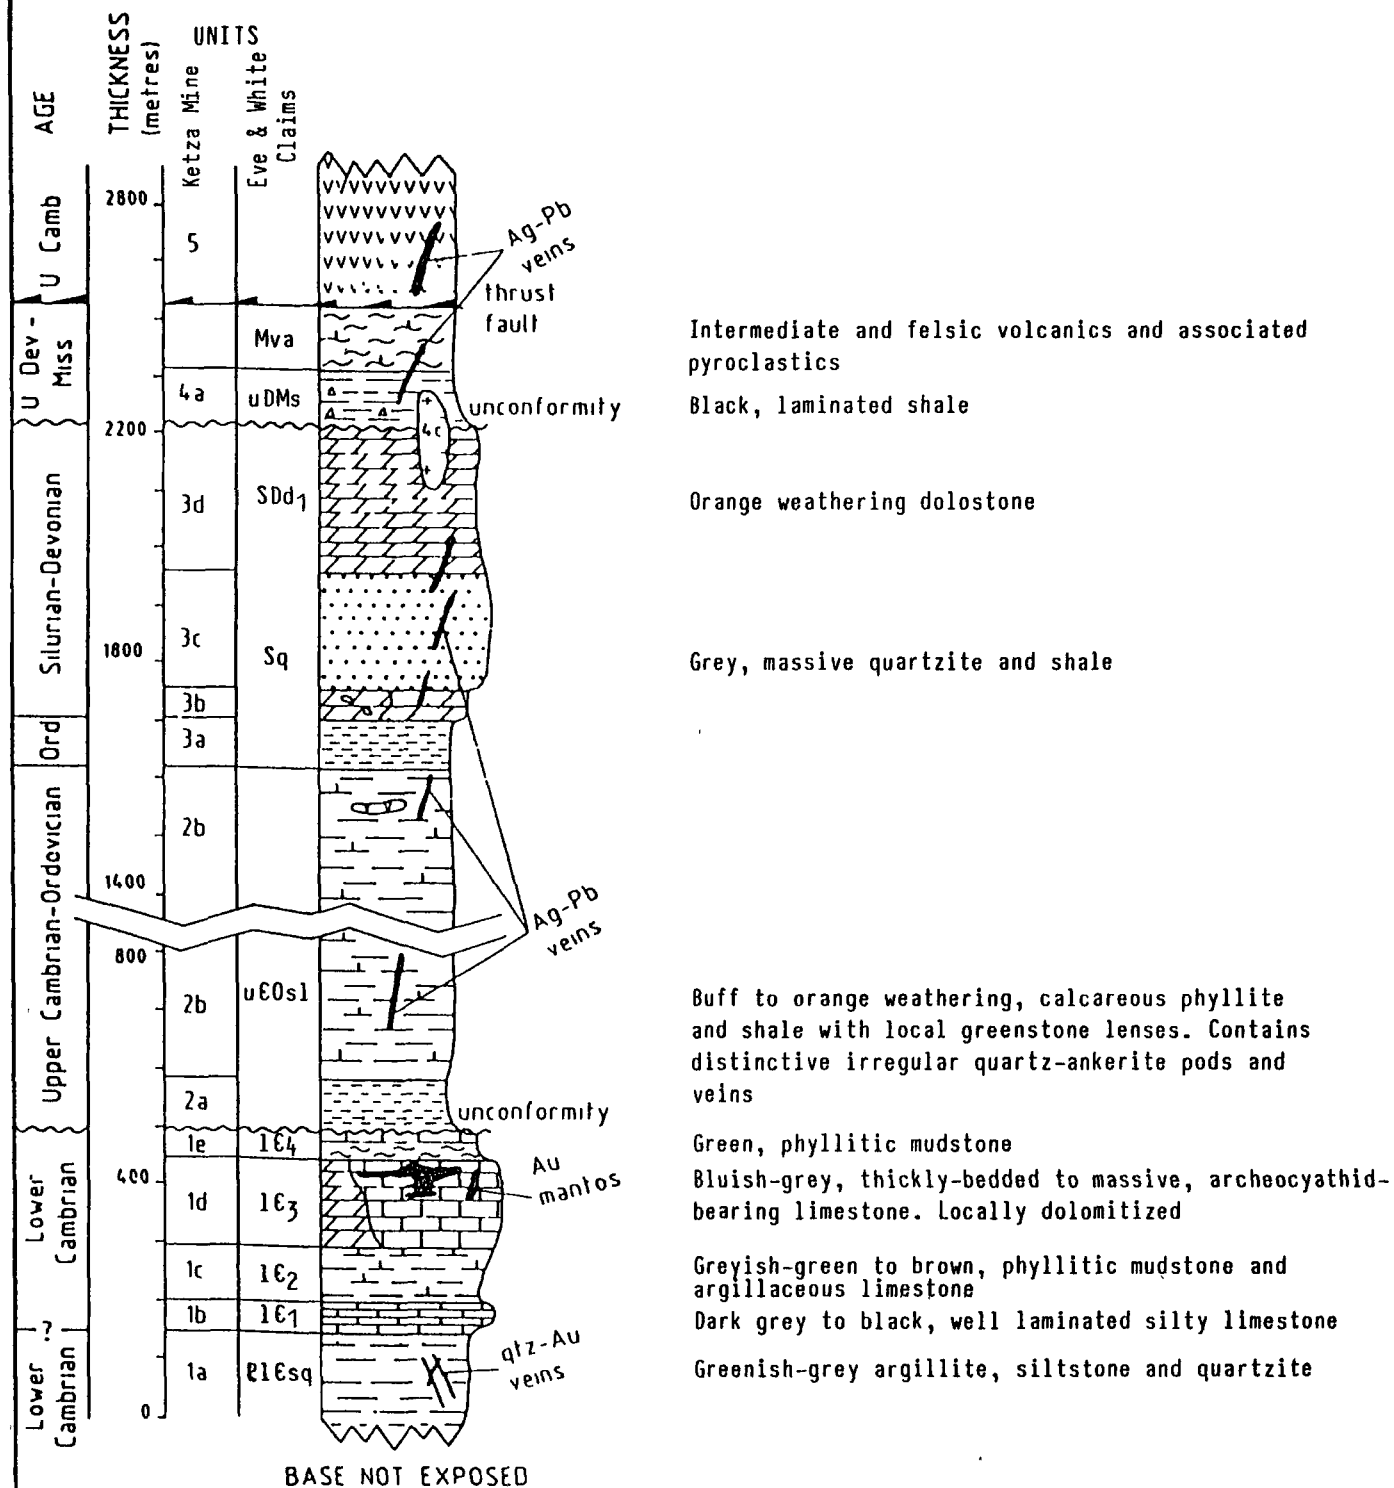 UNITS
AGE
THICKNESS
(metres)
Ketza Mine
Eve & White
Claims
U Camb
2800
5
Ag-Pb
veins
thrust
fault
U Dev -
Miss
Mva
Intermediate and felsic volcanics and associated
pyroclastics
4a
uDMs
unconformity
Black, laminated shale
2200
4c
Silurian-Devonian
3d
SDd1
Orange weathering dolostone
3c
1800
Sq
Grey, massive quartzite and shale
3b
Ord
3a
Upper Cambrian-Ordovician
2b
1400
Ag-Pb
veins
800
2b
u€Osl
Buff to orange weathering, calcareous phyllite
and shale with local greenstone lenses. Contains
distinctive irregular quartz-ankerite pods and
veins
2a
unconformity
Lower
Cambrian
1e
l€4
Green, phyllitic mudstone
400
1d
l€3
Au
mantos
Bluish-grey, thickly-bedded to massive, archeocyathid-
bearing limestone. Locally dolomitized
1c
l€2
Greyish-green to brown, phyllitic mudstone and
argillaceous limestone
1b
l€1
Dark grey to black, well laminated silty limestone
?
Lower
Cambrian
1a
Pl€sq
qtz-Au
veins
Greenish-grey argillite, siltstone and quartzite
0
BASE NOT EXPOSED